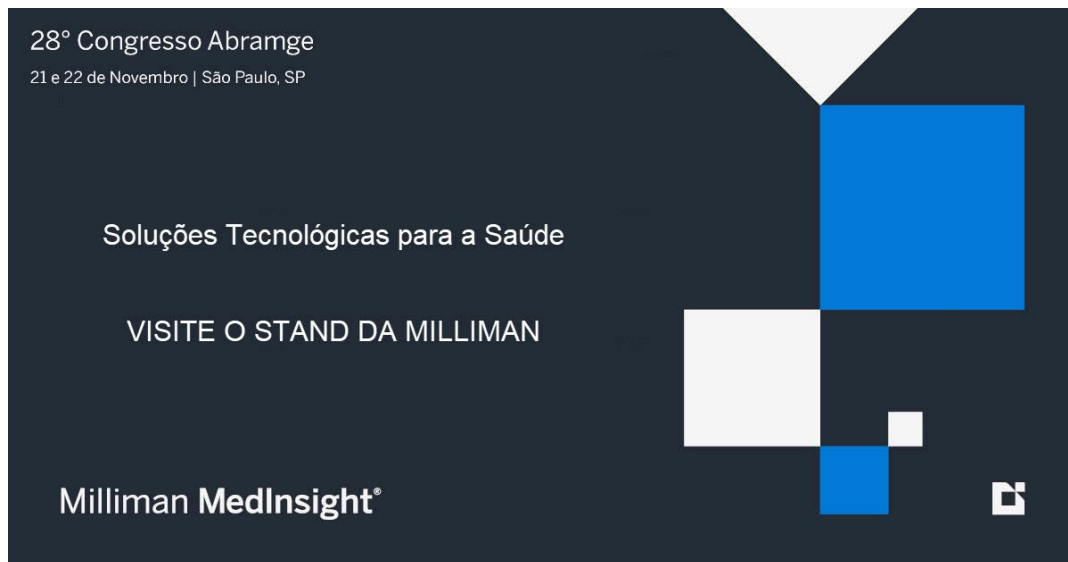 28° Congresso Abramge
21 e 22 de Novembro | São Paulo, SP
Soluções Tecnológicas para a Saúde
VISITE O STAND DA MILLIMAN
Milliman MedInsight®